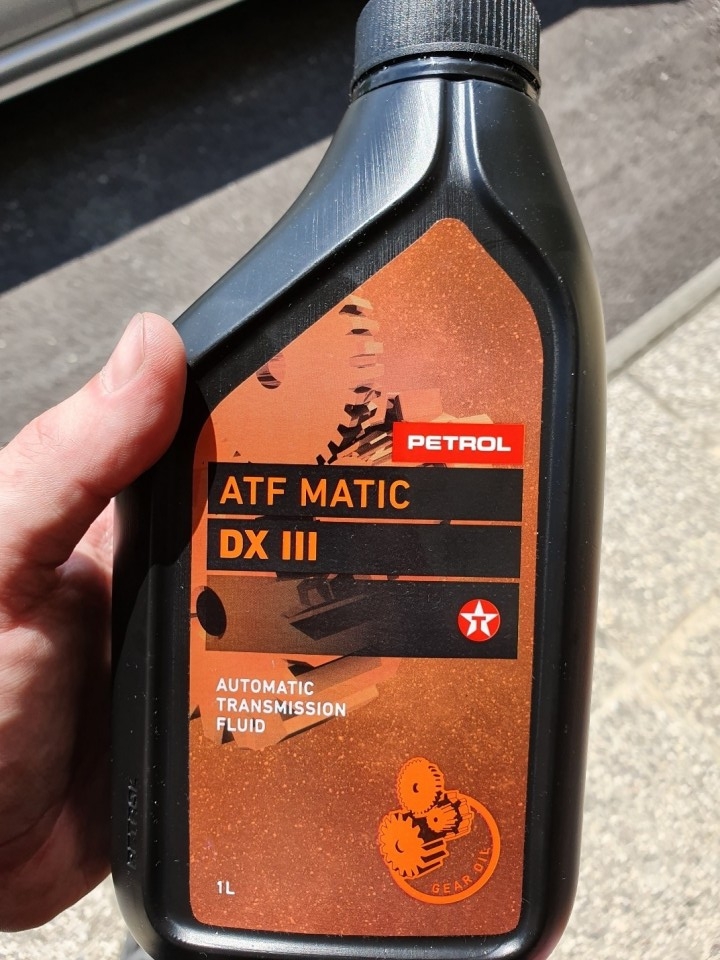 PETROL
ATF MATIC
DX III
AUTOMATIC
TRANSMISSION
FLUID
GEAR OIL
1L